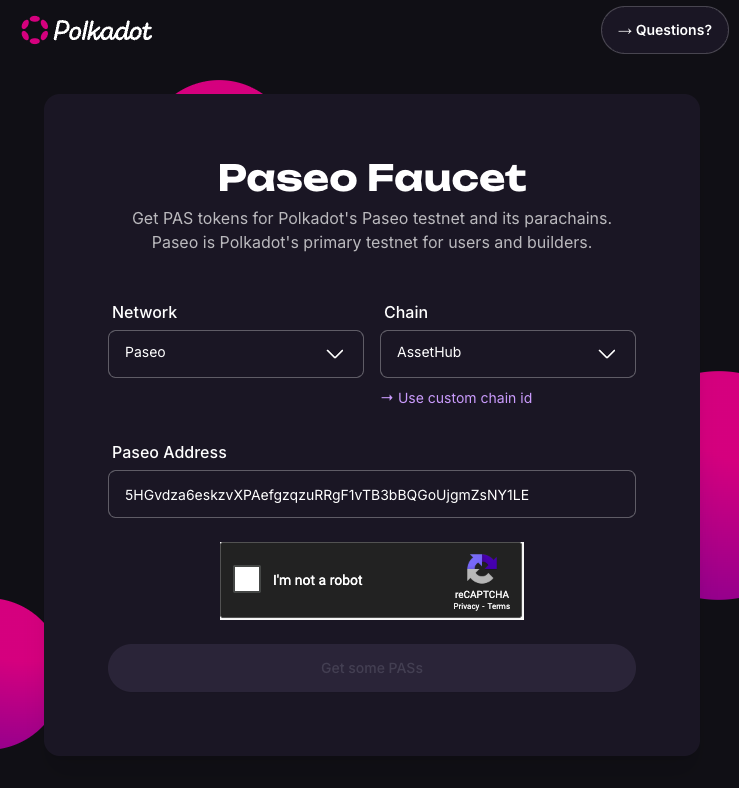 Polkadot
→ Questions?
Paseo Faucet
Get PAS tokens for Polkadot's Paseo testnet and its parachains.
Paseo is Polkadot's primary testnet for users and builders.
Network
Chain
Paseo
AssetHub
→ Use custom chain id
Paseo Address
5HGvdza6eskzvXPAefgzqzuRRgF1vTB3bBQGoUjgmZsNY1LE
I'm not a robot
reCAPTCHA
Privacy - Terms
Get some PASs